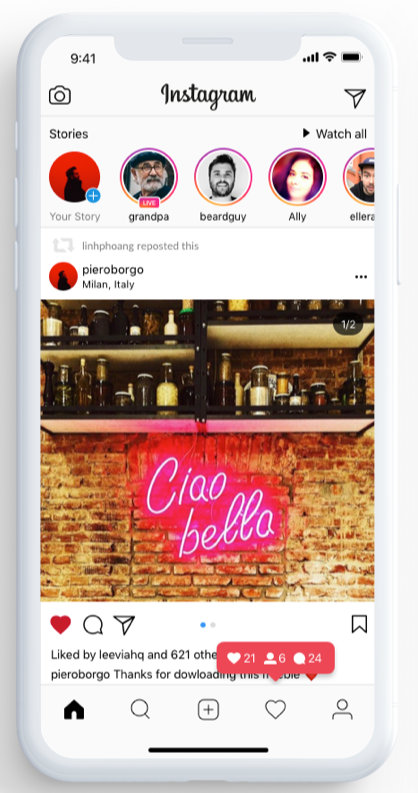 9:41
Instagram
Stories
Watch all
LIVE
Your Story
grandpa
beardguy
Ally
ellera
linhphoang reposted this
pieroborgo
Milan, Italy
1/2
Ciao
bella
Liked by leeviahq and 621 othe
21 6 24
pieroborgo Thanks for dowloading this